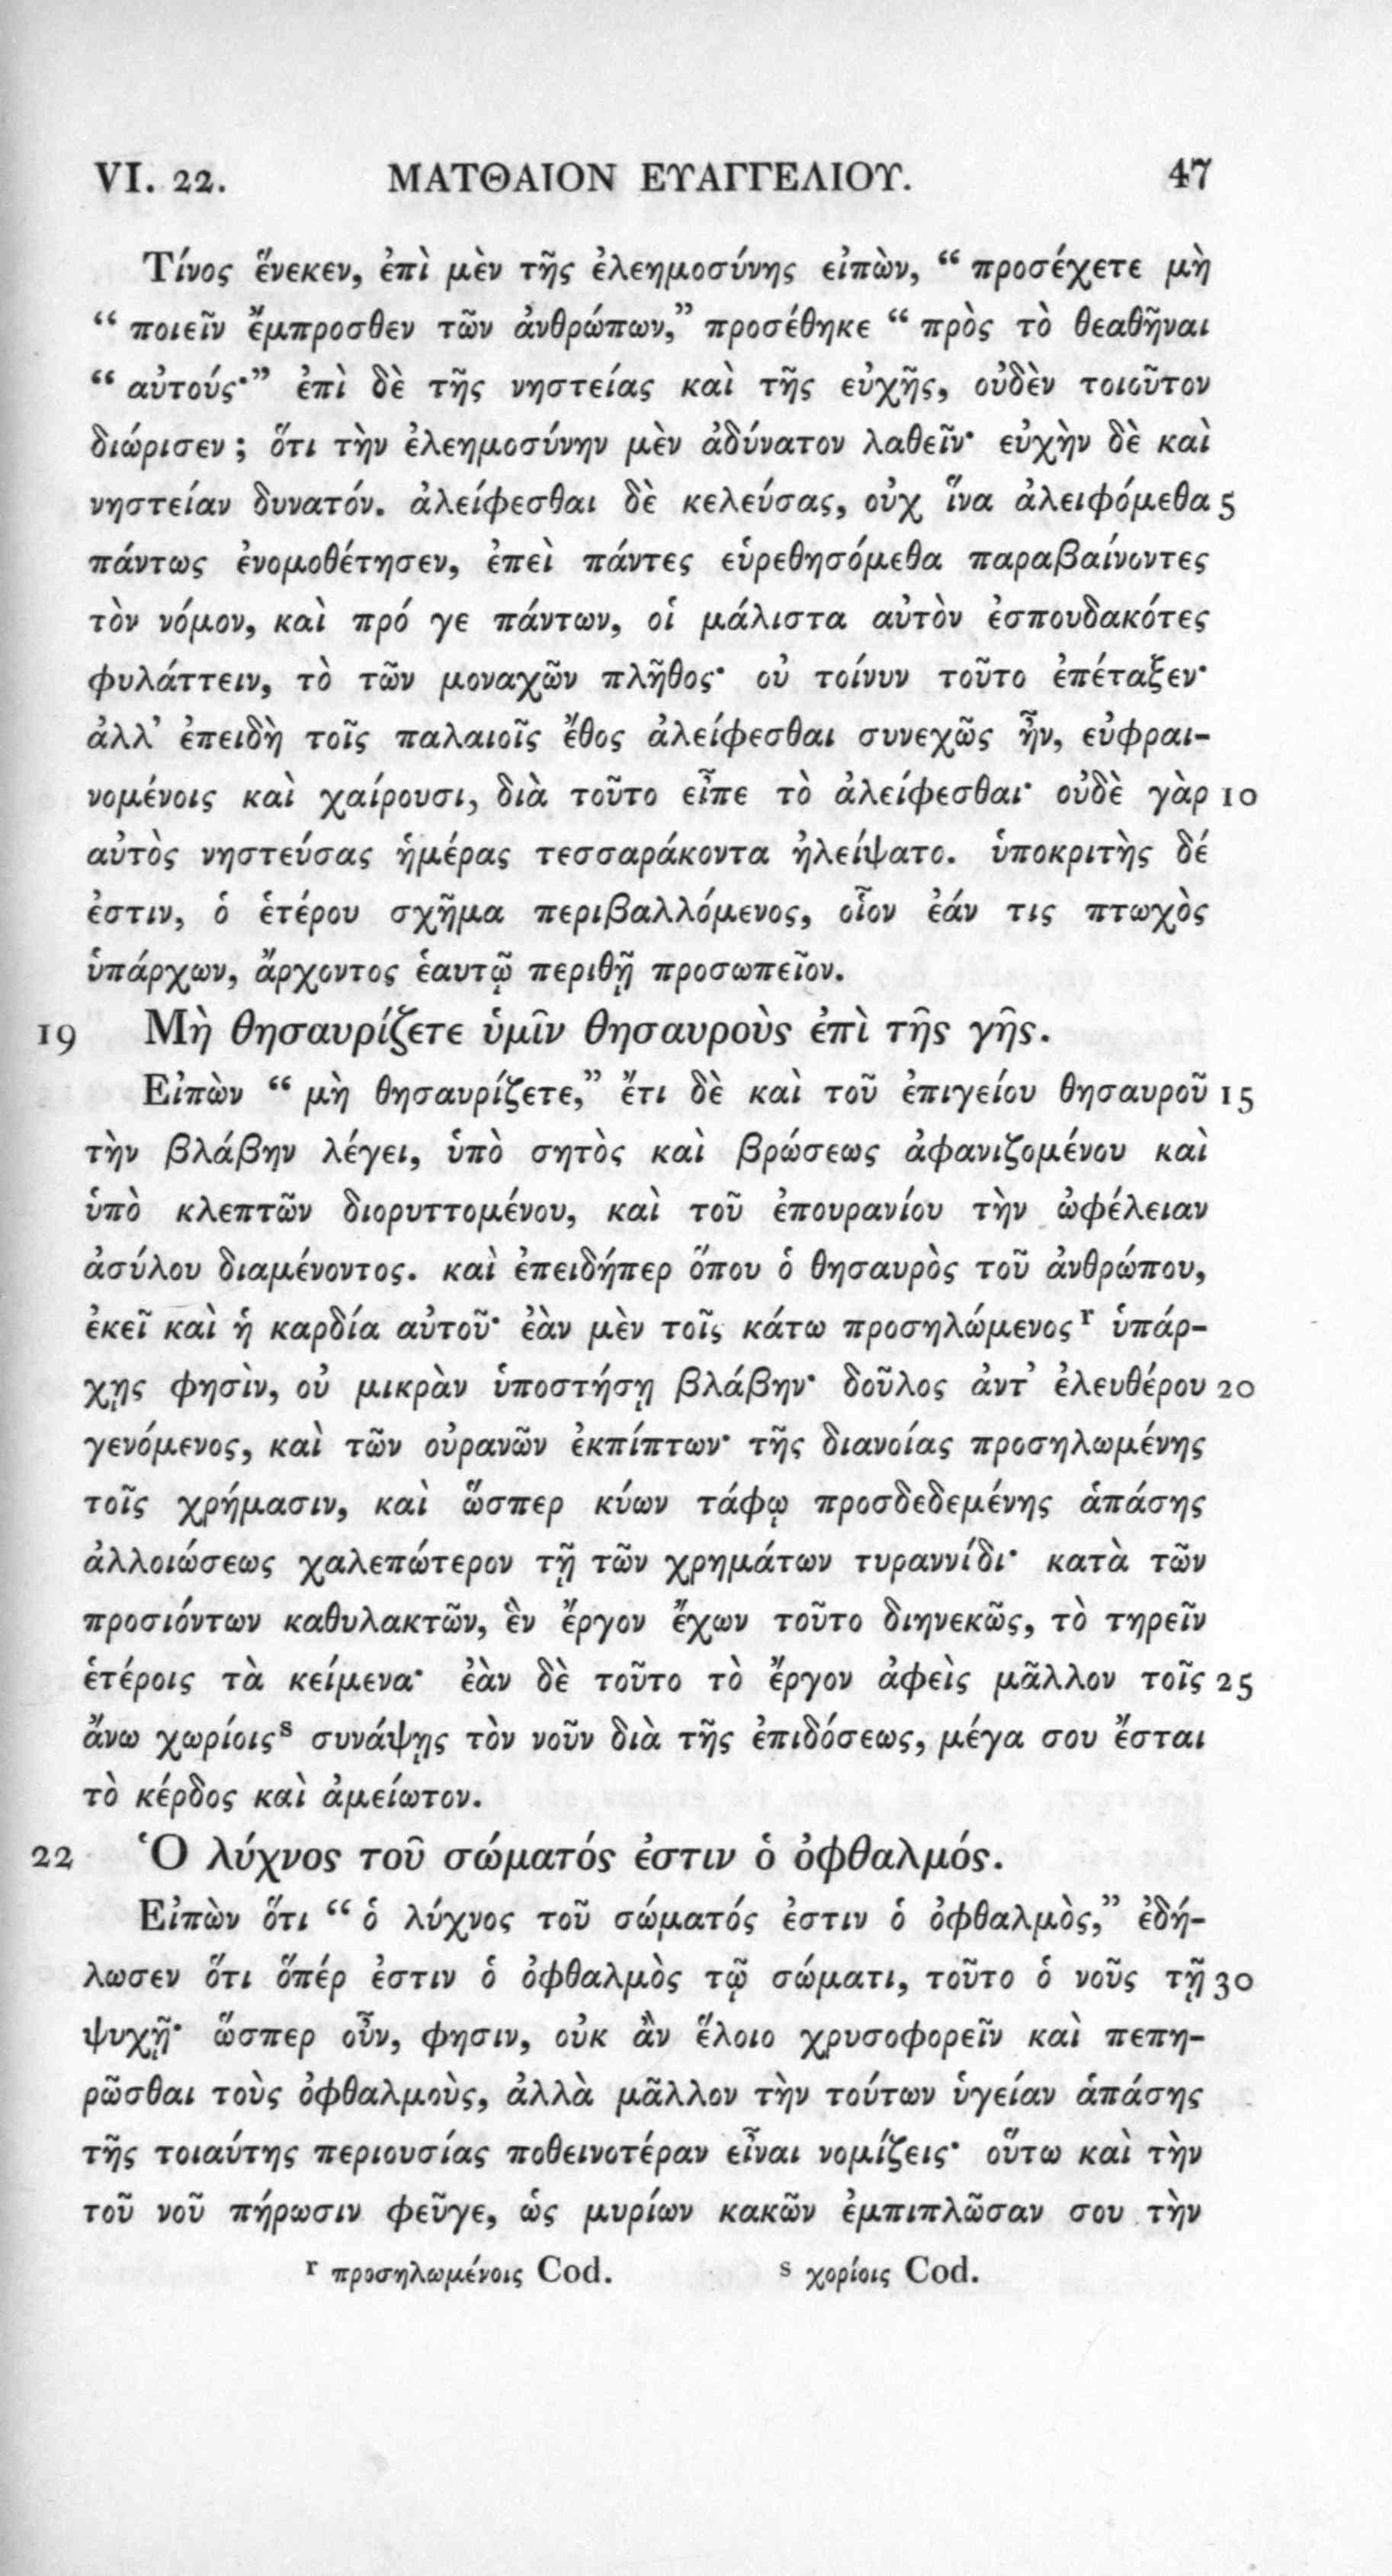 VI. 22. ΜΑΤΘΑΙΟΝ ΕΥΑΓΓΕΛΙΟΥ. 47
Τίνος ἕνεκεν, ἐπὶ μὲν τῆς ἐλεημοσύνης εἰπὼν, “ προσέχετε μὴ
“ ποιεῖν ἔμπροσθεν τῶν ἀνθρώπων,” προσέθηκε “ πρὸς τὸ θεαθῆναι
“ αὐτούς·” ἐπὶ δὲ τῆς νηστείας καὶ τῆς εὐχῆς, οὐδὲν τοιοῦτον
διώρισεν ; ὅτι τὴν ἐλεημοσύνην μὲν ἀδύνατον λαθεῖν· εὐχὴν δὲ καὶ
νηστείαν δυνατόν. ἀλείφεσθαι δὲ κελεύσας, οὐχ ἵνα ἀλειφόμεθα 5
πάντως ἐνομοθέτησεν, ἐπεὶ πάντες εὑρεθησόμεθα παραβαίνοντες
τὸν νόμον, καὶ πρό γε πάντων, οἱ μάλιστα αὐτὸν ἐσπουδακότες
φυλάττειν, τὸ τῶν μοναχῶν πλῆθος· οὐ τοίνυν τοῦτο ἐπέταξεν·
ἀλλ’ ἐπειδὴ τοῖς παλαιοῖς ἔθος ἀλείφεσθαι συνεχῶς ἦν, εὐφραι-
νομένοις καὶ χαίρουσι, διὰ τοῦτο εἶπε τὸ ἀλείφεσθαι· οὐδὲ γὰρ 10
αὐτὸς νηστεύσας ἡμέρας τεσσαράκοντα ἠλείψατο. ὑποκριτὴς δέ
ἐστιν, ὁ ἑτέρου σχῆμα περιβαλλόμενος, οἷον ἐάν τις πτωχὸς
ὑπάρχων, ἄρχοντος ἑαυτῷ περιθῇ προσωπεῖον.
19 Μὴ θησαυρίζετε ὑμῖν θησαυροὺς ἐπὶ τῆς γῆς.
Εἰπὼν “ μὴ θησαυρίζετε,” ἔτι δὲ καὶ τοῦ ἐπιγείου θησαυροῦ 15
τὴν βλάβην λέγει, ὑπὸ σητὸς καὶ βρώσεως ἀφανιζομένου καὶ
ὑπὸ κλεπτῶν διορυττομένου, καὶ τοῦ ἐπουρανίου τὴν ὠφέλειαν
ἀσύλου διαμένοντος. καὶ ἐπειδήπερ ὅπου ὁ θησαυρὸς τοῦ ἀνθρώπου,
ἐκεῖ καὶ ἡ καρδία αὐτοῦ· ἐὰν μὲν τοῖς κάτω προσηλώμενος r ὑπάρ-
χῃς φησὶν, οὐ μικρὰν ὑποστήσῃ βλάβην· δοῦλος ἀντ’ ἐλευθέρου 20
γενόμενος, καὶ τῶν οὐρανῶν ἐκπίπτων· τῆς διανοίας προσηλωμένης
τοῖς χρήμασιν, καὶ ὥσπερ κύων τάφῳ προσδεδεμένης ἁπάσης
ἀλλοιώσεως χαλεπώτερον τῇ τῶν χρημάτων τυραννίδι· κατὰ τῶν
προσιόντων καθυλακτῶν, ἓν ἔργον ἔχων τοῦτο διηνεκῶς, τὸ τηρεῖν
ἑτέροις τὰ κείμενα· ἐὰν δὲ τοῦτο τὸ ἔργον ἀφεὶς μᾶλλον τοῖς 25
ἄνω χωρίοις s συνάψῃς τὸν νοῦν διὰ τῆς ἐπιδόσεως, μέγα σου ἔσται
τὸ κέρδος καὶ ἀμείωτον.
22 Ὁ λύχνος τοῦ σώματός ἐστιν ὁ ὀφθαλμός.
Εἰπὼν ὅτι “ ὁ λύχνος τοῦ σώματός ἐστιν ὁ ὀφθαλμὸς,” ἐδή-
λωσεν ὅτι ὅπέρ ἐστιν ὁ ὀφθαλμὸς τῷ σώματι, τοῦτο ὁ νοῦς τῇ 30
ψυχῇ· ὥσπερ οὖν, φησιν, οὐκ ἂν ἕλοιο χρυσοφορεῖν καὶ πεπη-
ρῶσθαι τοὺς ὀφθαλμοὺς, ἀλλὰ μᾶλλον τὴν τούτων ὑγείαν ἁπάσης
τῆς τοιαύτης περιουσίας ποθεινοτέραν εἶναι νομίζεις· οὕτω καὶ τὴν
τοῦ νοῦ πήρωσιν φεῦγε, ὡς μυρίων κακῶν ἐμπιπλῶσαν σου τὴν
r προσηλωμένοις Cod. s χορίοις Cod.